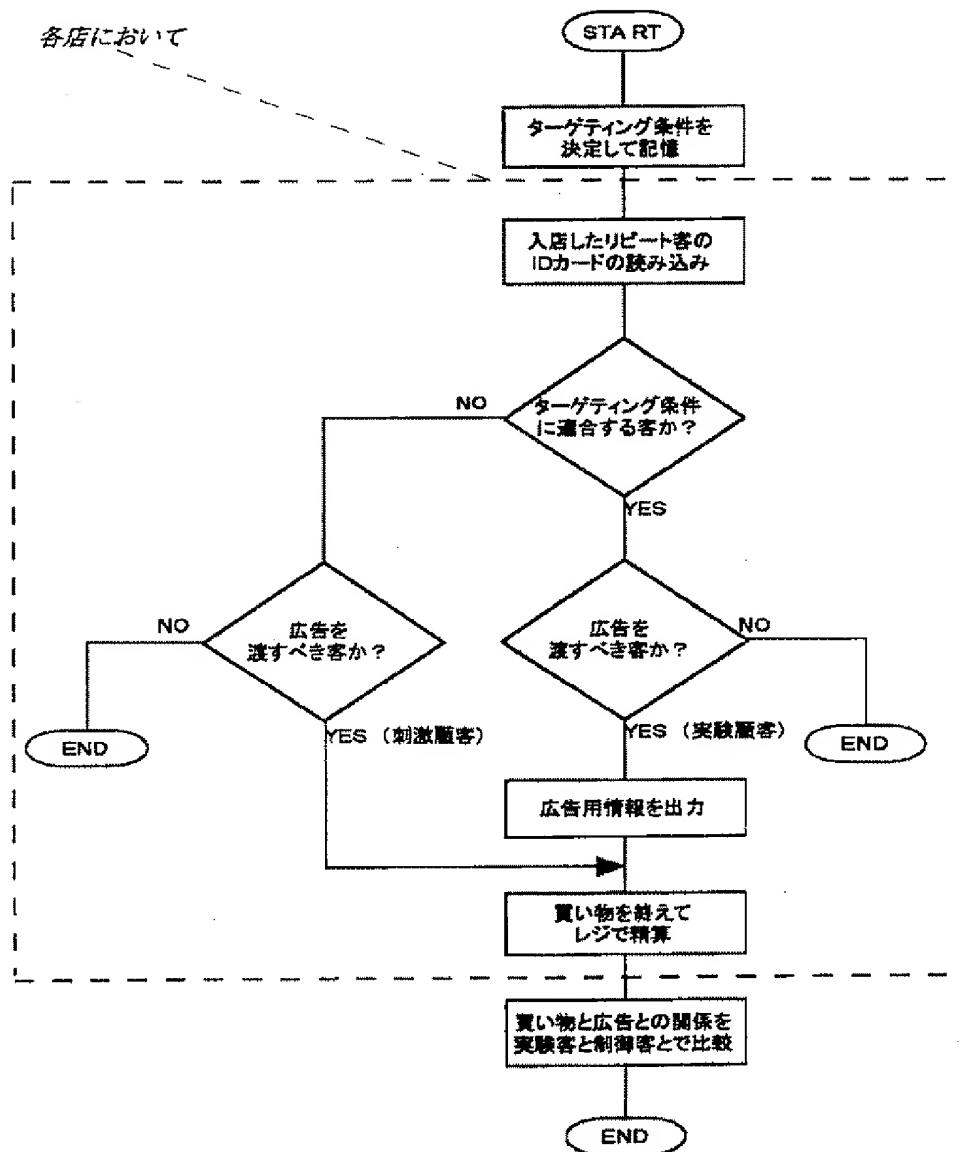 各店において
STA RT
ターゲティング条件を
決定して記憶
入店したリピート客の
IDカードの読み込み
NO
ターゲティング条件
に適合する客か？
YES
NO
広告を
渡すべき客か？
広告を
渡すべき客か？
NO
END
YES （刺激顧客）
YES （実験顧客）
END
広告用情報を出力
買い物を終えて
レジで精算
買い物と広告との関係を
実験客と制御客とで比較
END